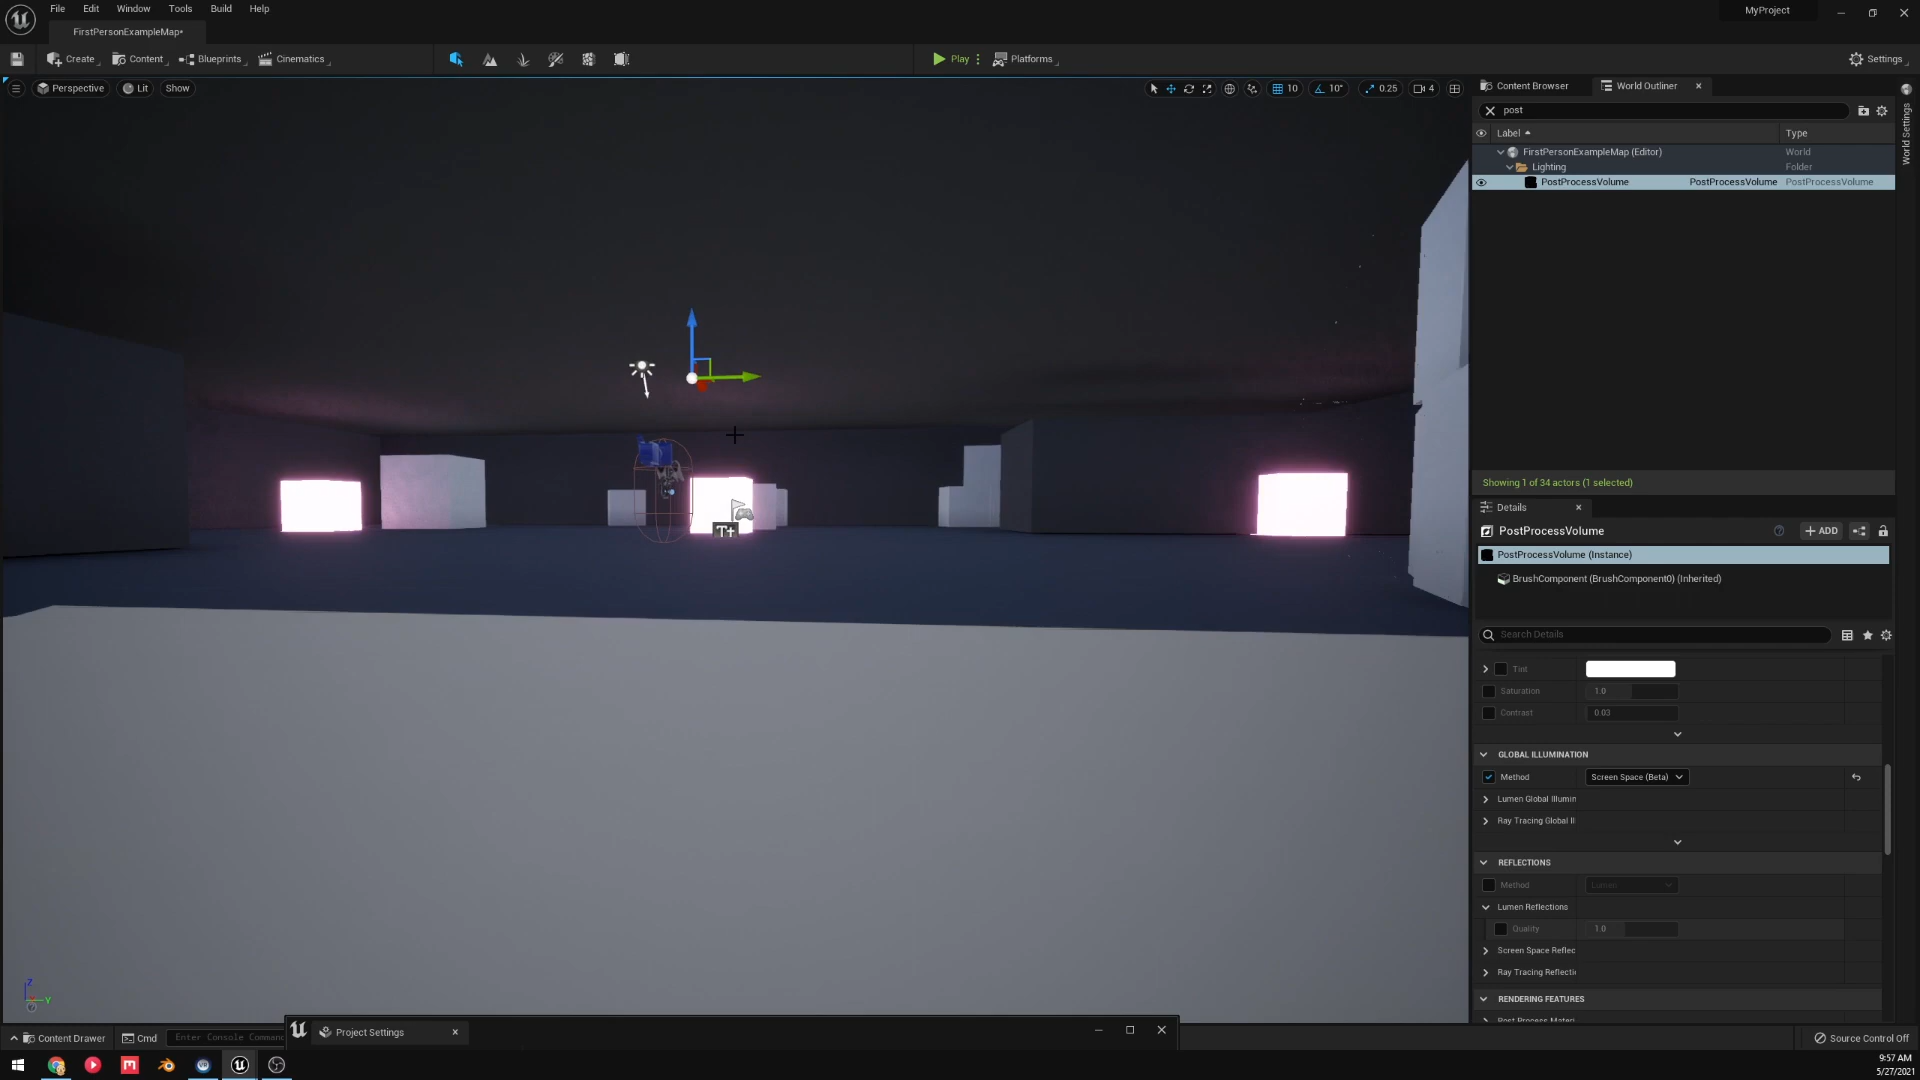 File Edit Window Tools Build Help
MyProject
FirstPersonExampleMap•
Create Content Blueprints Cinematics
Play Platforms
Settings
Perspective Lit Show
10 10° 0.25 4
Content Browser World Outliner
World Settings
post
Label Type
FirstPersonExampleMap (Editor) World
Lighting Folder
PostProcessVolume PostProcessVolume PostProcessVolume
Showing 1 of 34 actors (1 selected)
Details
PostProcessVolume
ADD
PostProcessVolume (Instance)
BrushComponent (BrushComponent0) (Inherited)
Search Details
Tint
Saturation 1.0
Contrast 0.03
GLOBAL ILLUMINATION
Method Screen Space (Beta)
Lumen Global Illumin
Ray Tracing Global Il
REFLECTIONS
Method Lumen
Lumen Reflections
Quality 1.0
Screen Space Reflec
Ray Tracing Reflecti
RENDERING FEATURES
Post Process Materi
Z
Y
Content Drawer Cmd Enter Console Command
Project Settings
Source Control Off
9:57 AM
5/27/2021